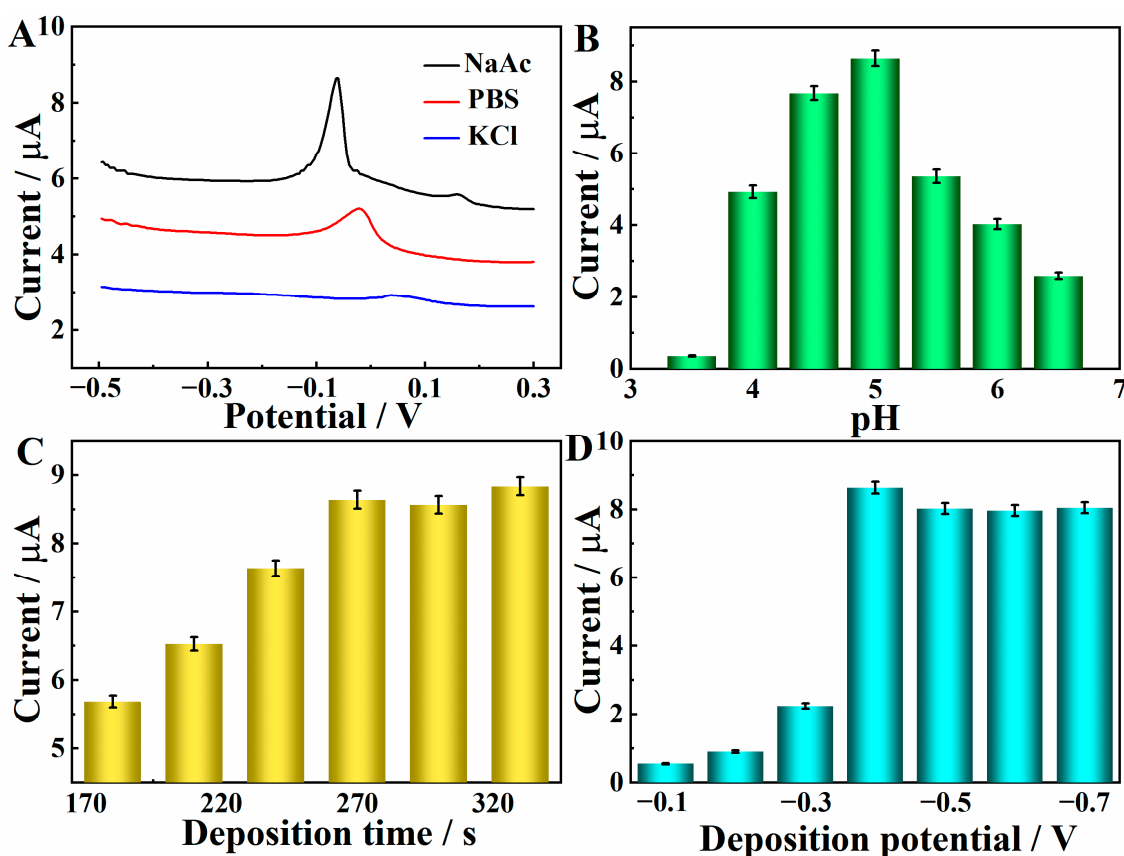 A
10
8
6
4
2
Current / μA
NaAc
PBS
KCl
−0.5
−0.3
−0.1
0.1
0.3
Potential / V
B
8
6
4
2
0
Current / μA
3
4
5
6
7
pH
C
9
8
7
6
5
Current / μA
170
220
270
320
Deposition time / s
D
10
8
6
4
2
0
Current / μA
−0.1
−0.3
−0.5
−0.7
Deposition potential / V